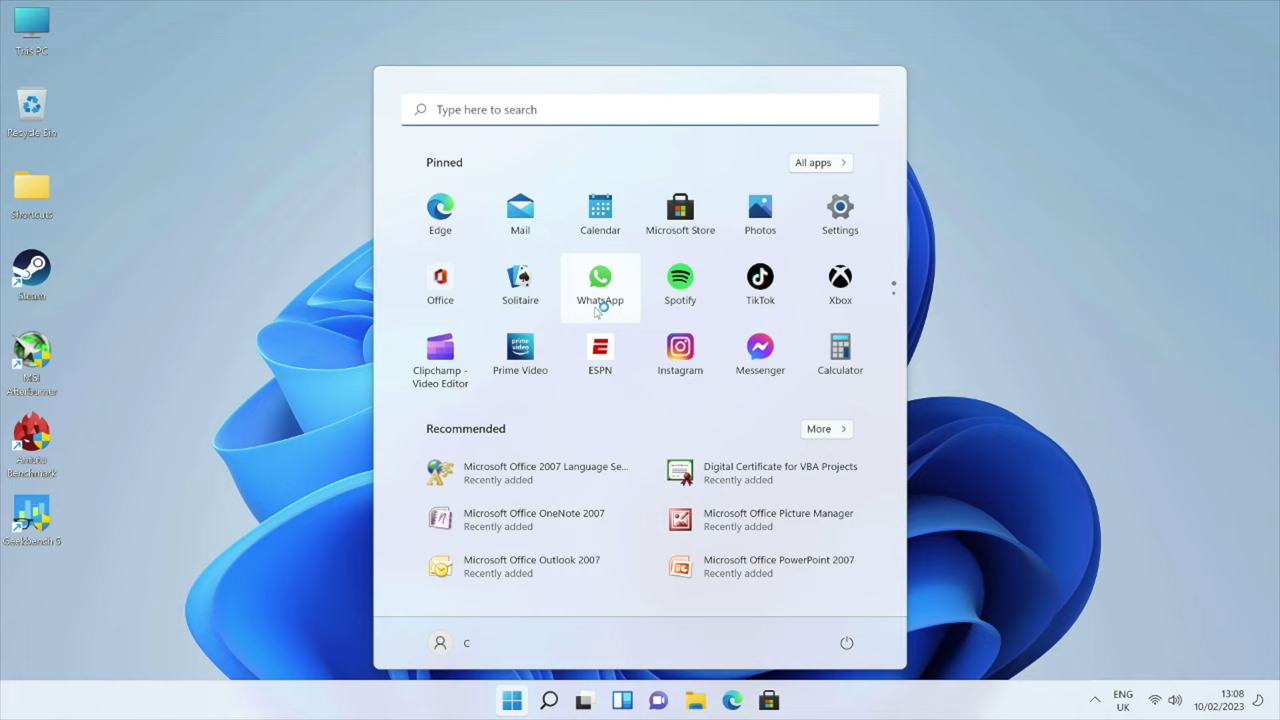 This PC
Recycle Bin
Shortcuts
Steam
MSI
Afterburner
Antutu
Benchmark
Geekbench 5
Type here to search
Pinned
All apps
Edge
Mail
Calendar
Microsoft Store
Photos
Settings
Office
Solitaire
WhatsApp
Spotify
TikTok
Xbox
Clipchamp -
Video Editor
prime
video
Prime Video
ESPN
Instagram
Messenger
Calculator
Recommended
More
Microsoft Office 2007 Language Se...
Recently added
Digital Certificate for VBA Projects
Recently added
Microsoft Office OneNote 2007
Recently added
Microsoft Office Picture Manager
Recently added
Microsoft Office Outlook 2007
Recently added
Microsoft Office PowerPoint 2007
Recently added
C
ENG
UK
13:08
10/02/2023